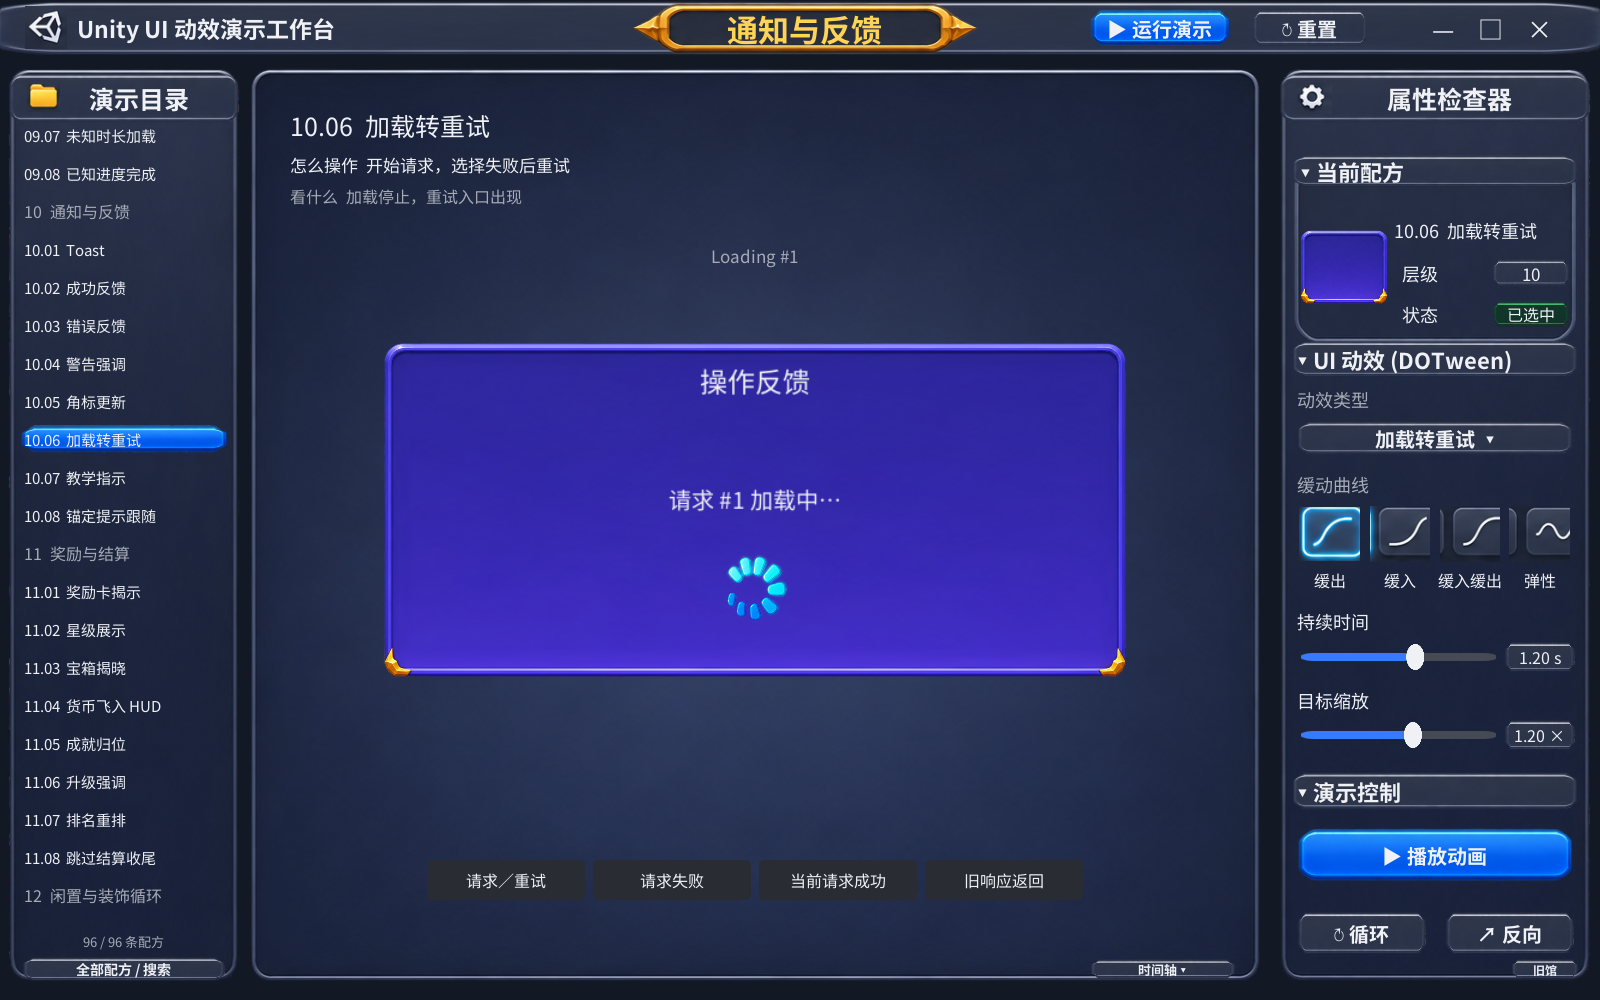 Unity UI 动效演示工作台
通知与反馈
▶ 运行演示
重置
演示目录
09.07 未知时长加载
09.08 已知进度完成
10 通知与反馈
10.01 Toast
10.02 成功反馈
10.03 错误反馈
10.04 警告强调
10.05 角标更新
10.06 加载转重试
10.07 教学指示
10.08 锚定提示跟随
11 奖励与结算
11.01 奖励卡揭示
11.02 星级展示
11.03 宝箱揭晓
11.04 货币飞入 HUD
11.05 成就归位
11.06 升级强调
11.07 排名重排
11.08 跳过结算收尾
12 闲置与装饰循环
96 / 96 条配方
全部配方 / 搜索
10.06 加载转重试
怎么操作 开始请求，选择失败后重试
看什么 加载停止，重试入口出现
Loading #1
操作反馈
请求 #1 加载中…
请求／重试
请求失败
当前请求成功
旧响应返回
时间轴 ▾
属性检查器
▾ 当前配方
10.06 加载转重试
层级 10
状态 已选中
▾ UI 动效 (DOTween)
动效类型
加载转重试 ▾
缓动曲线
缓出 缓入 缓入缓出 弹性
持续时间
1.20 s
目标缩放
1.20 ×
▾ 演示控制
▶ 播放动画
循环
↗ 反向
旧馆